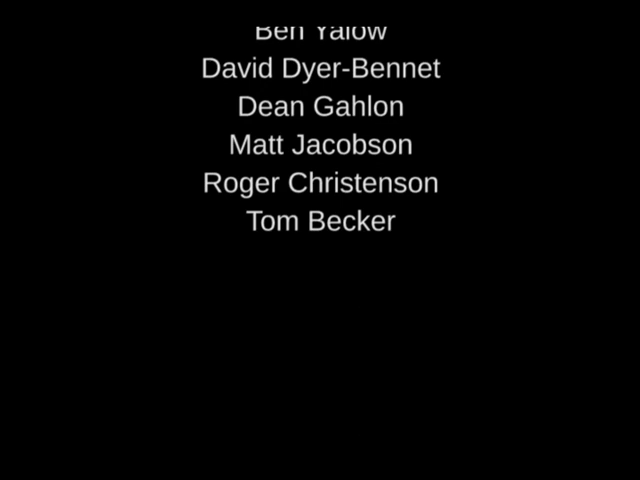 Ben Yalow
David Dyer-Bennet
Dean Gahlon
Matt Jacobson
Roger Christenson
Tom Becker